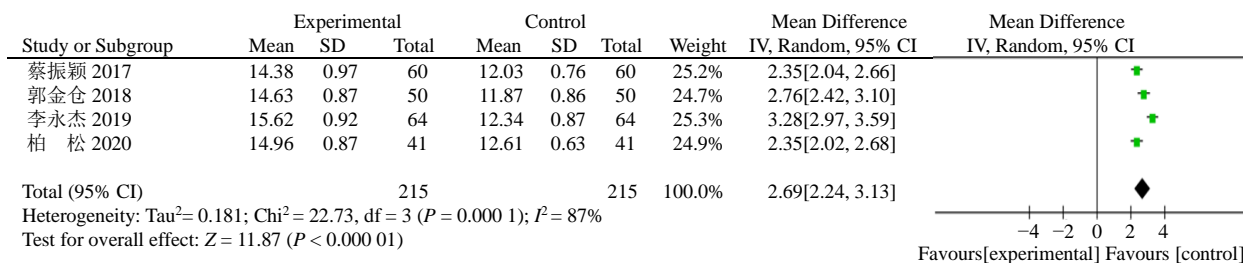 Experimental Control Mean Difference Mean Difference
Study or Subgroup Mean SD Total Mean SD Total Weight IV, Random, 95% CI IV, Random, 95% CI
蔡振颖 2017 14.38 0.97 60 12.03 0.76 60 25.2% 2.35[2.04, 2.66]
郭金仓 2018 14.63 0.87 50 11.87 0.86 50 24.7% 2.76[2.42, 3.10]
李永杰 2019 15.62 0.92 64 12.34 0.87 64 25.3% 3.28[2.97, 3.59]
柏 松 2020 14.96 0.87 41 12.61 0.63 41 24.9% 2.35[2.02, 2.68]
Total (95% CI) 215 215 100.0% 2.69[2.24, 3.13]
Heterogeneity: Tau²= 0.181; Chi² = 22.73, df = 3 (P = 0.000 1); I² = 87%
Test for overall effect: Z = 11.87 (P < 0.000 01)
−4 −2 0 2 4
Favours[experimental] Favours [control]